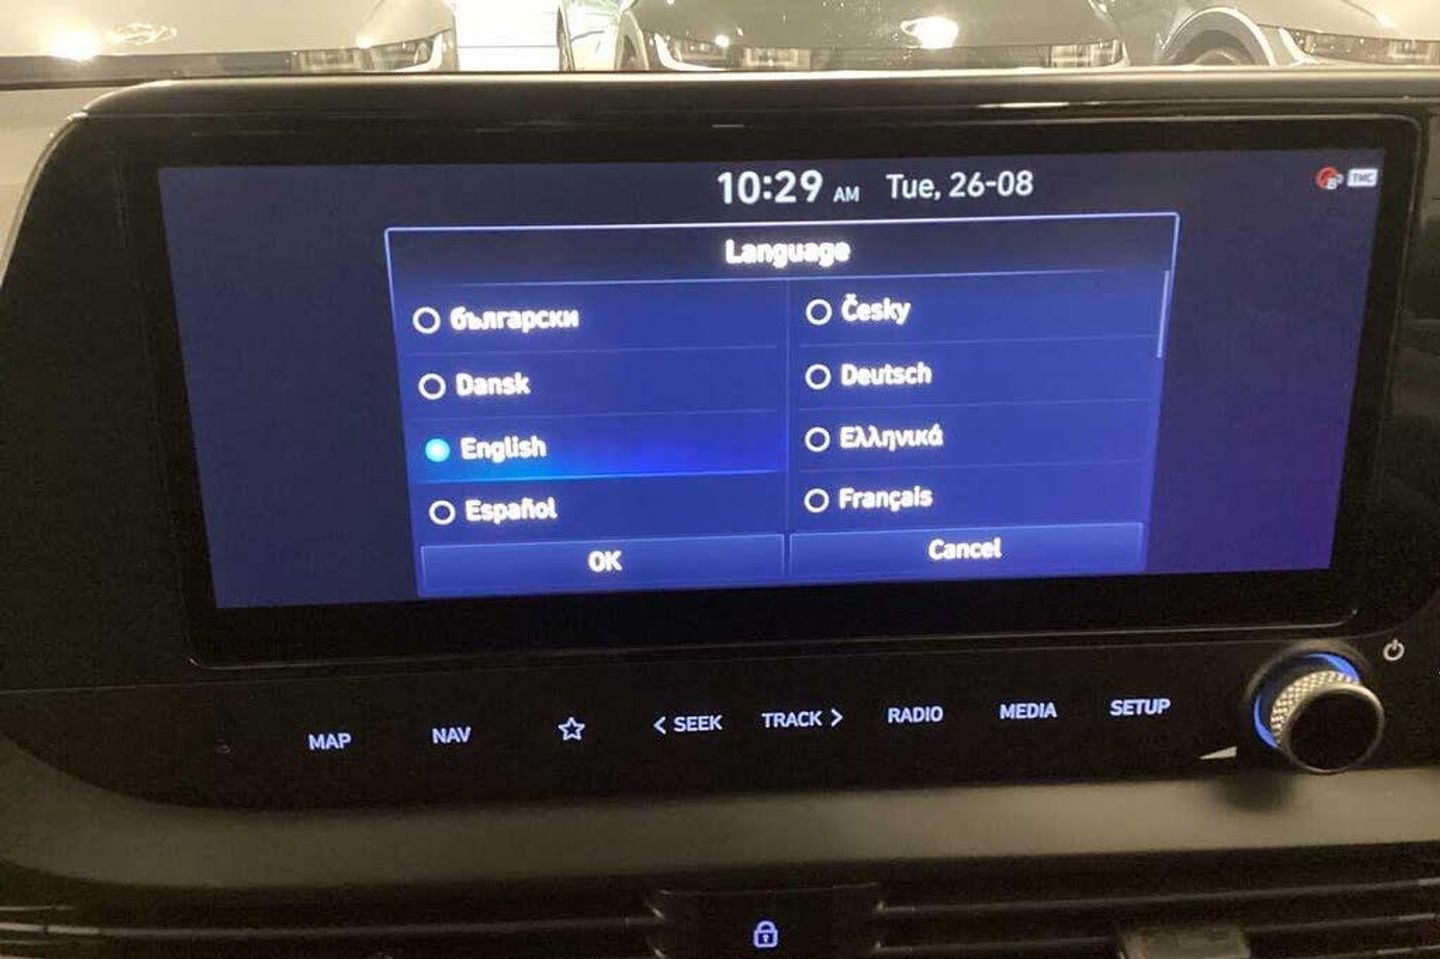 10:29 AM Tue, 26-08
TMC
Language
български
Česky
Dansk
Deutsch
English
Ελληνικά
Español
Français
OK
Cancel
MAP
NAV
< SEEK
TRACK >
RADIO
MEDIA
SETUP